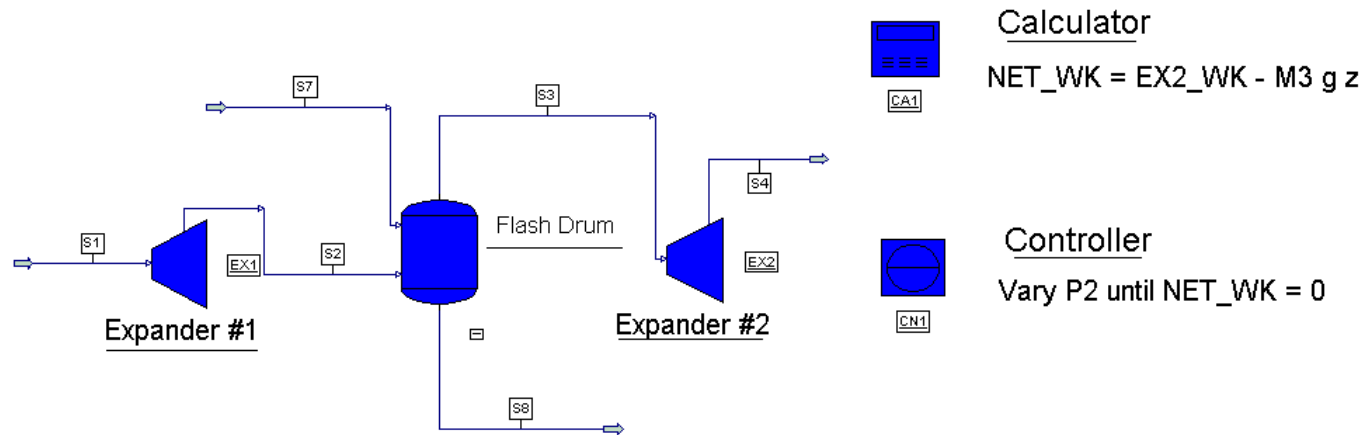 Calculator
NET_WK = EX2_WK - M3 g z
CA1
S7
S3
S4
Flash Drum
S1
EX1
S2
EX2
Expander #1
Expander #2
Controller
Vary P2 until NET_WK = 0
CN1
S8